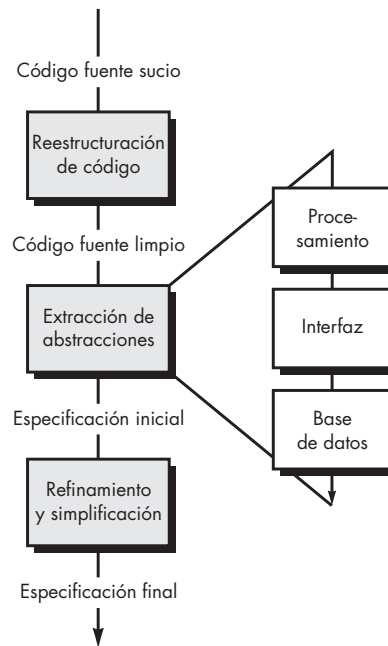 Código fuente sucio
Reestructuración
de código
Código fuente limpio
Extracción de
abstracciones
Especificación inicial
Refinamiento
y simplificación
Especificación final
Proce-
samiento
Interfaz
Base
de datos